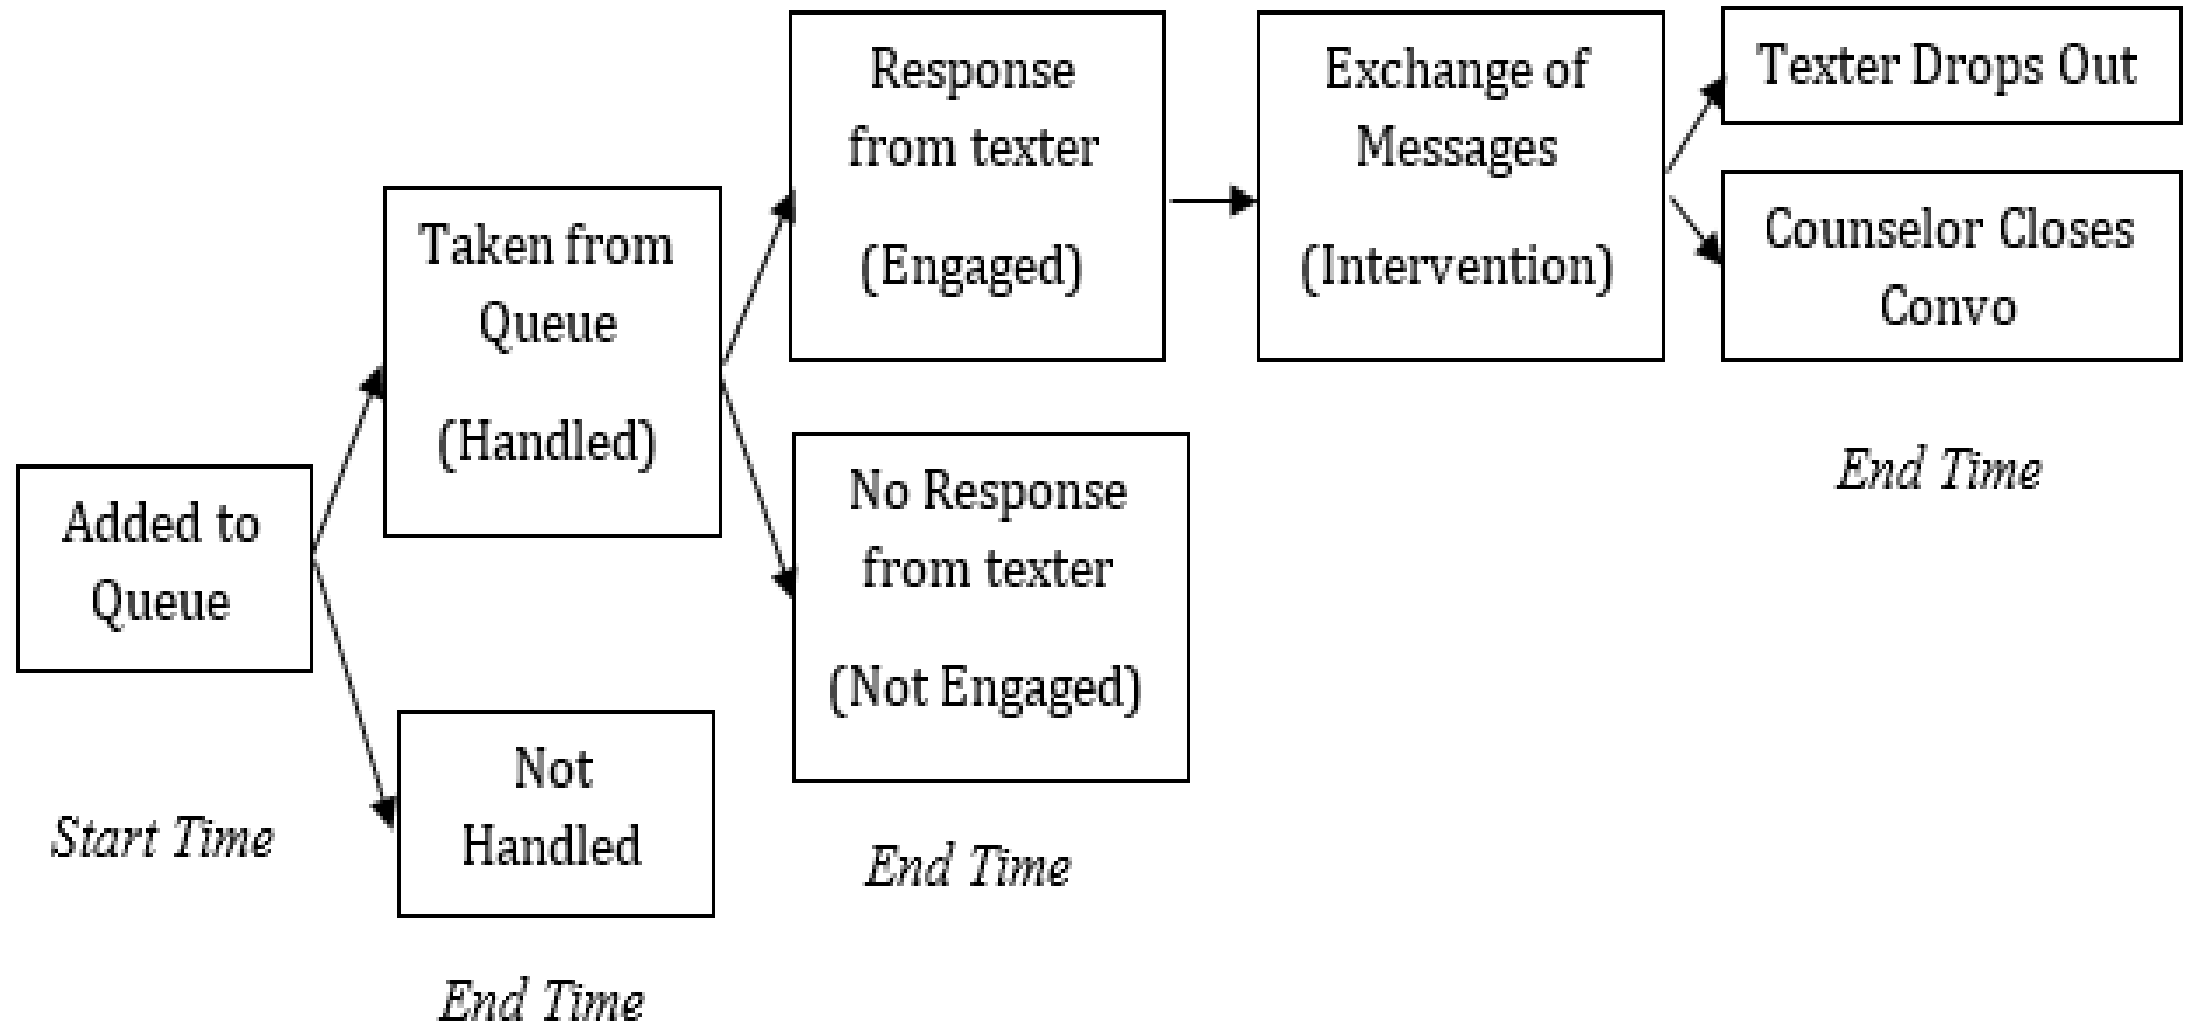 Added to
Queue
Start Time
Taken from
Queue
(Handled)
Not
Handled
End Time
Response
from texter
(Engaged)
No Response
from texter
(Not Engaged)
End Time
Exchange of
Messages
(Intervention)
Texter Drops Out
Counselor Closes
Convo
End Time